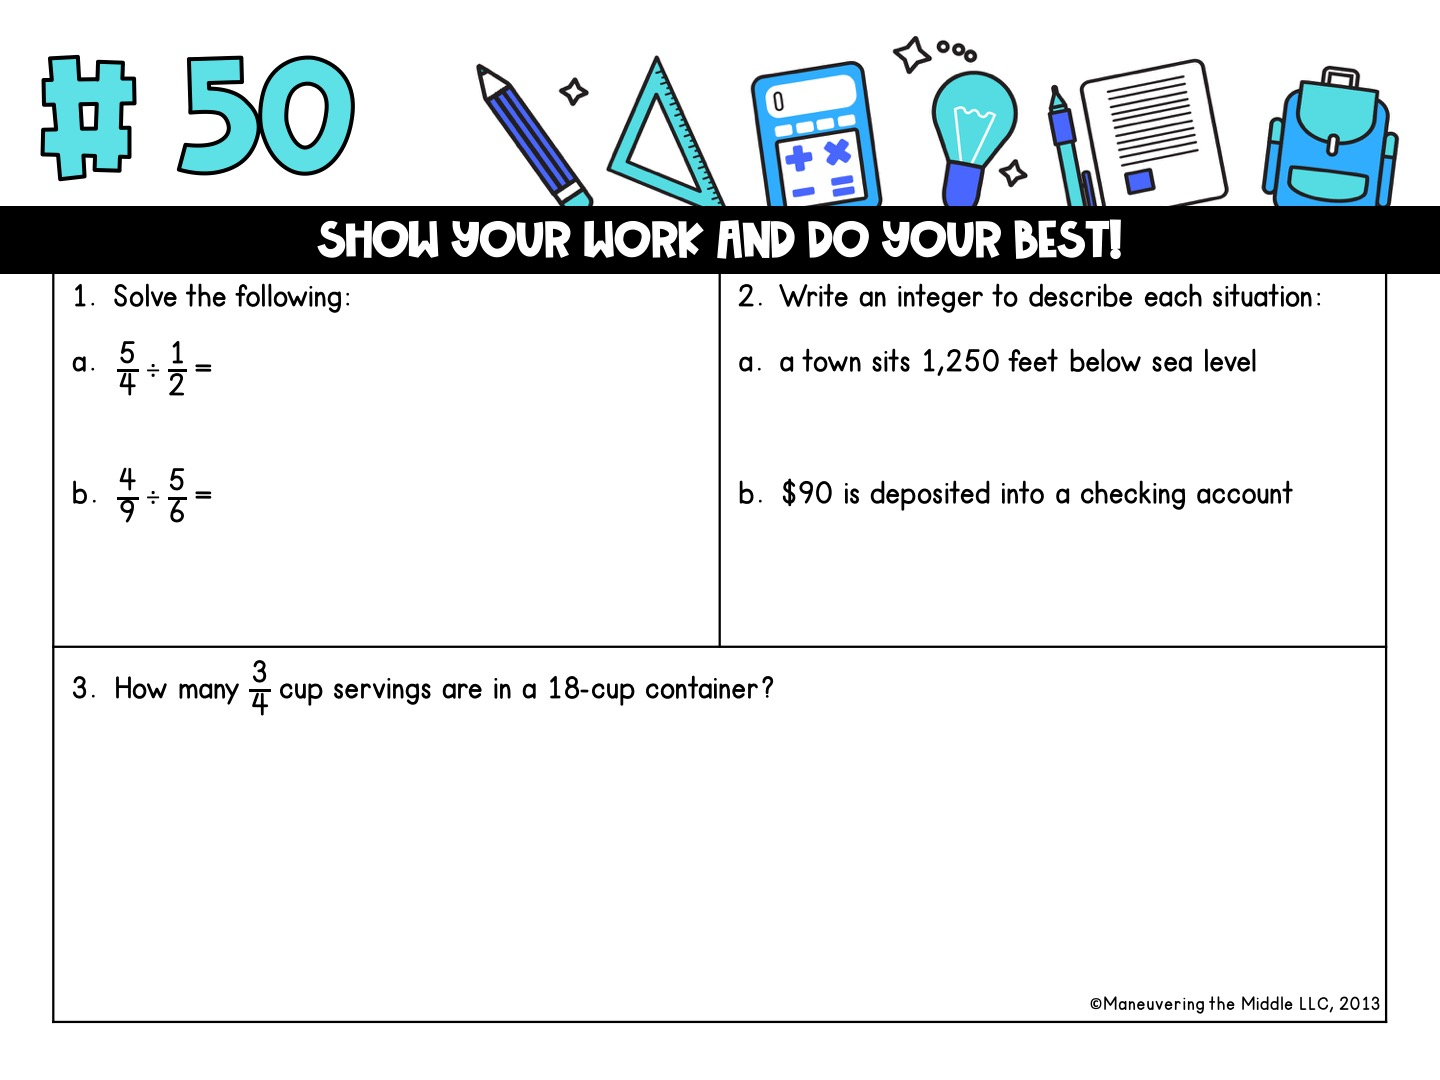 # 50
SHOW YOUR WORK AND DO YOUR BEST!
1. Solve the following:
a. 5/4 ÷ 1/2 =
b. 4/9 ÷ 5/6 =
2. Write an integer to describe each situation:
a. a town sits 1,250 feet below sea level
b. $90 is deposited into a checking account
3. How many 3/4 cup servings are in a 18-cup container?
©Maneuvering the Middle LLC, 2013